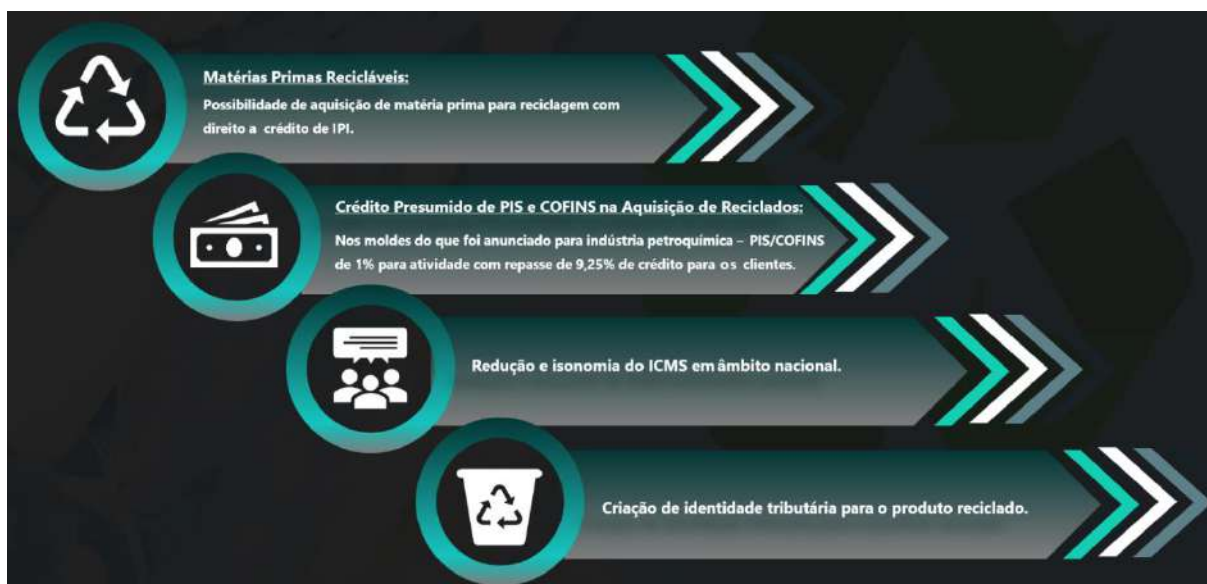 Matérias Primas Recicláveis:
Possibilidade de aquisição de matéria prima para reciclagem com
direito a crédito de IPI.
Crédito Presumido de PIS e COFINS na Aquisição de Reciclados:
Nos moldes do que foi anunciado para indústria petroquímica – PIS/COFINS
de 1% para atividade com repasse de 9,25% de crédito para os clientes.
Redução e isonomia do ICMS em âmbito nacional.
Criação de identidade tributária para o produto reciclado.